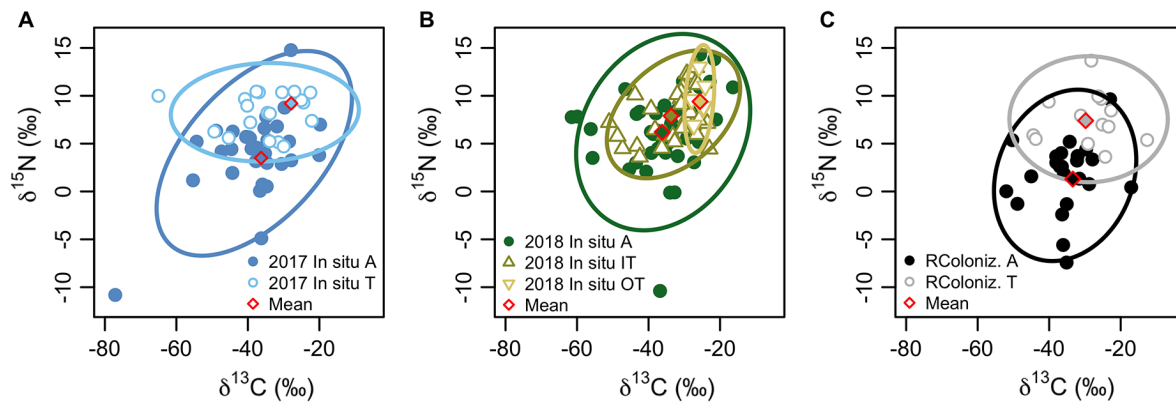 A
δ15N (‰)
15
10
5
0
-5
-10
-80
-60
-40
-20
δ13C (‰)
2017 In situ A
2017 In situ T
Mean
B
δ15N (‰)
15
10
5
0
-5
-10
-80
-60
-40
-20
δ13C (‰)
2018 In situ A
2018 In situ IT
2018 In situ OT
Mean
C
δ15N (‰)
15
10
5
0
-5
-10
-80
-60
-40
-20
δ13C (‰)
RColoniz. A
RColoniz. T
Mean